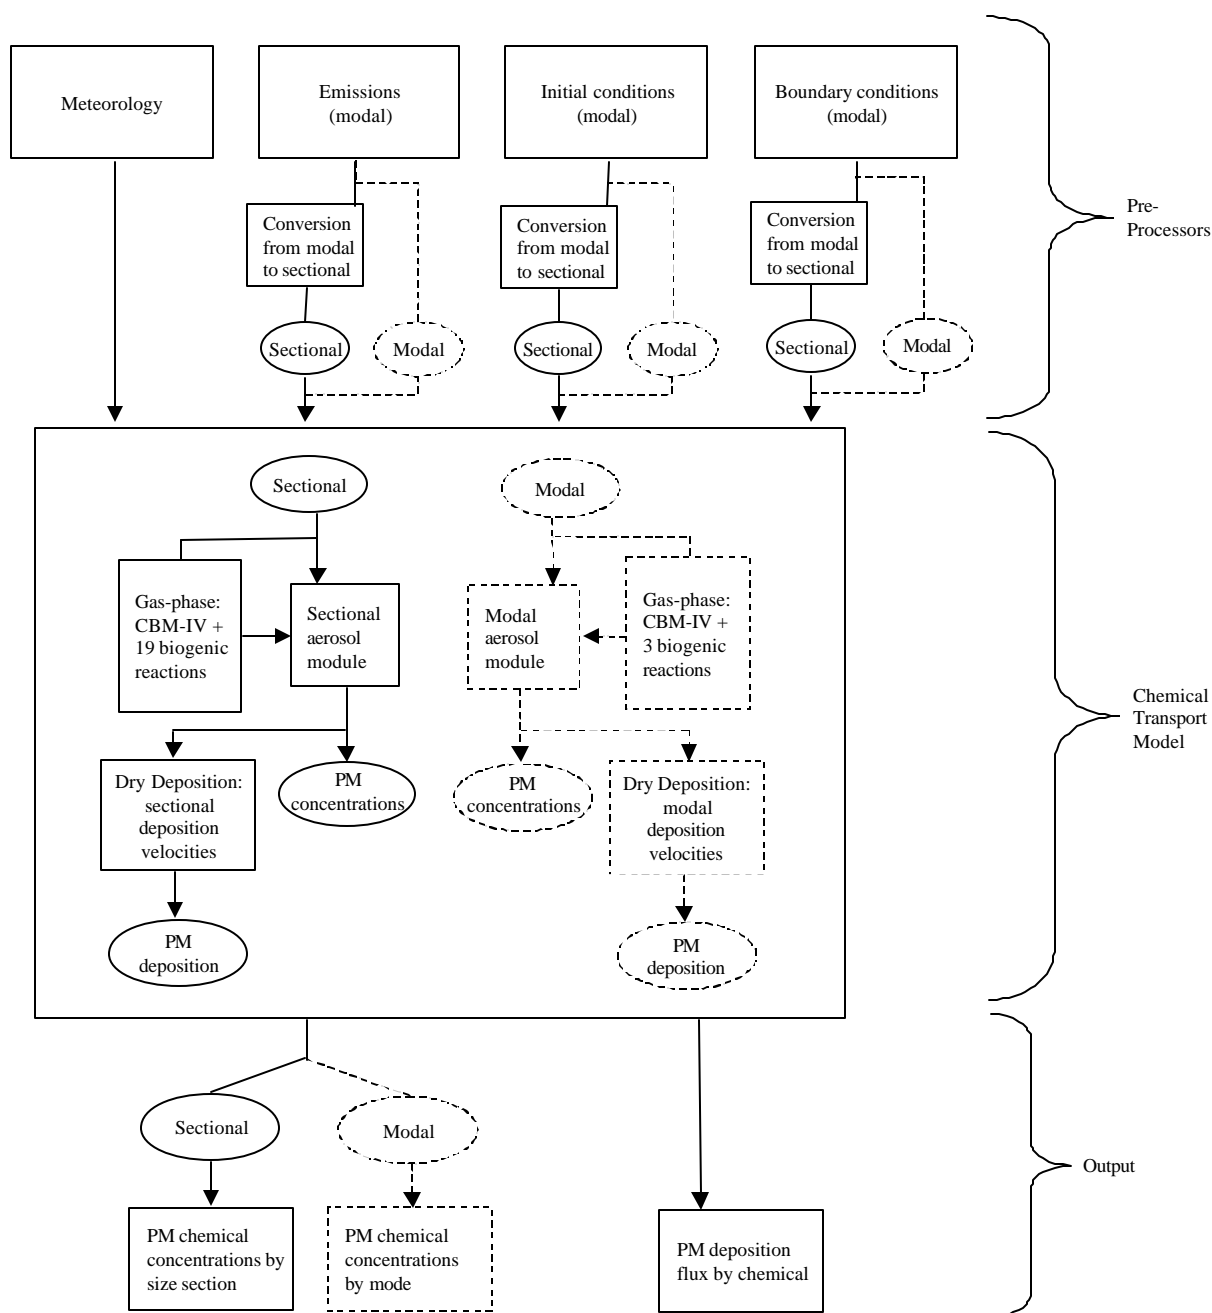 Meteorology
Emissions
(modal)
Initial conditions
(modal)
Boundary conditions
(modal)
Pre-
Processors
Conversion
from modal
to sectional
Conversion
from modal
to sectional
Conversion
from modal
to sectional
Sectional
Modal
Sectional
Modal
Sectional
Modal
Sectional
Modal
Gas-phase:
CBM-IV +
19 biogenic
reactions
Sectional
aerosol
module
Modal
aerosol
module
Gas-phase:
CBM-IV +
3 biogenic
reactions
Chemical
Transport
Model
Dry Deposition:
sectional
deposition
velocities
PM
concentrations
PM
concentrations
Dry Deposition:
modal
deposition
velocities
PM
deposition
PM
deposition
Sectional
Modal
Output
PM chemical
concentrations by
size section
PM chemical
concentrations
by mode
PM deposition
flux by chemical